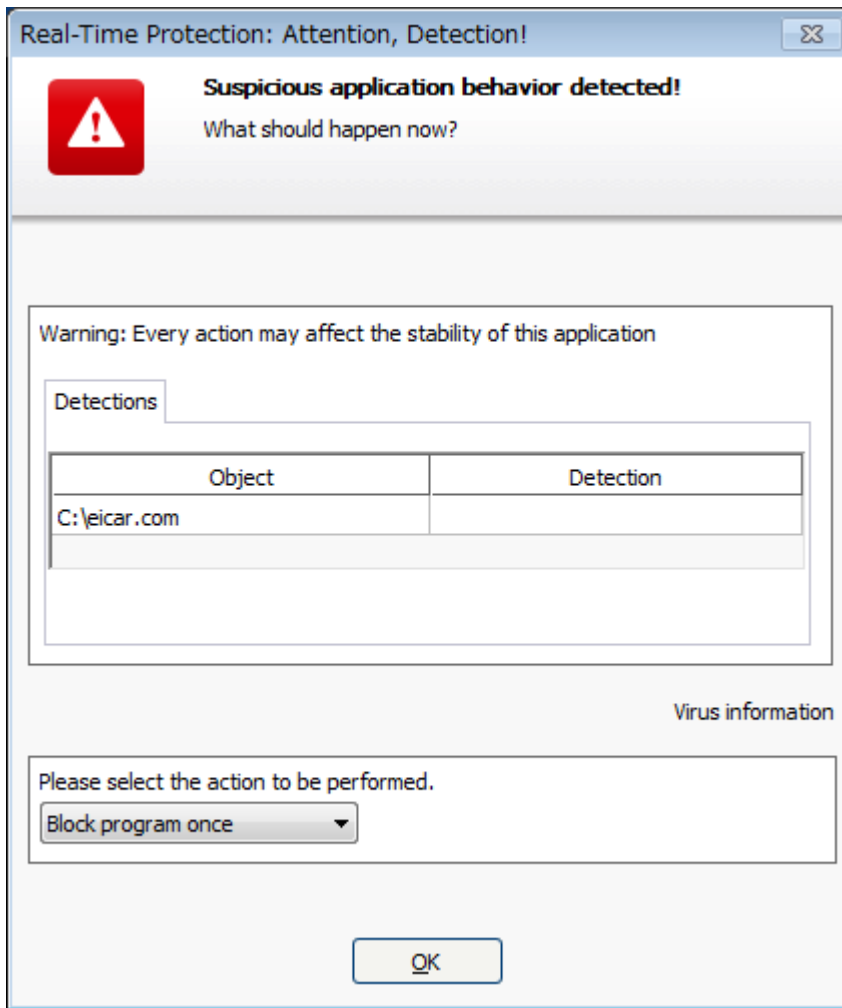 Real-Time Protection: Attention, Detection!
Suspicious application behavior detected!
What should happen now?
Warning: Every action may affect the stability of this application
Detections
Object Detection
C:\eicar.com
Virus information
Please select the action to be performed.
Block program once
OK